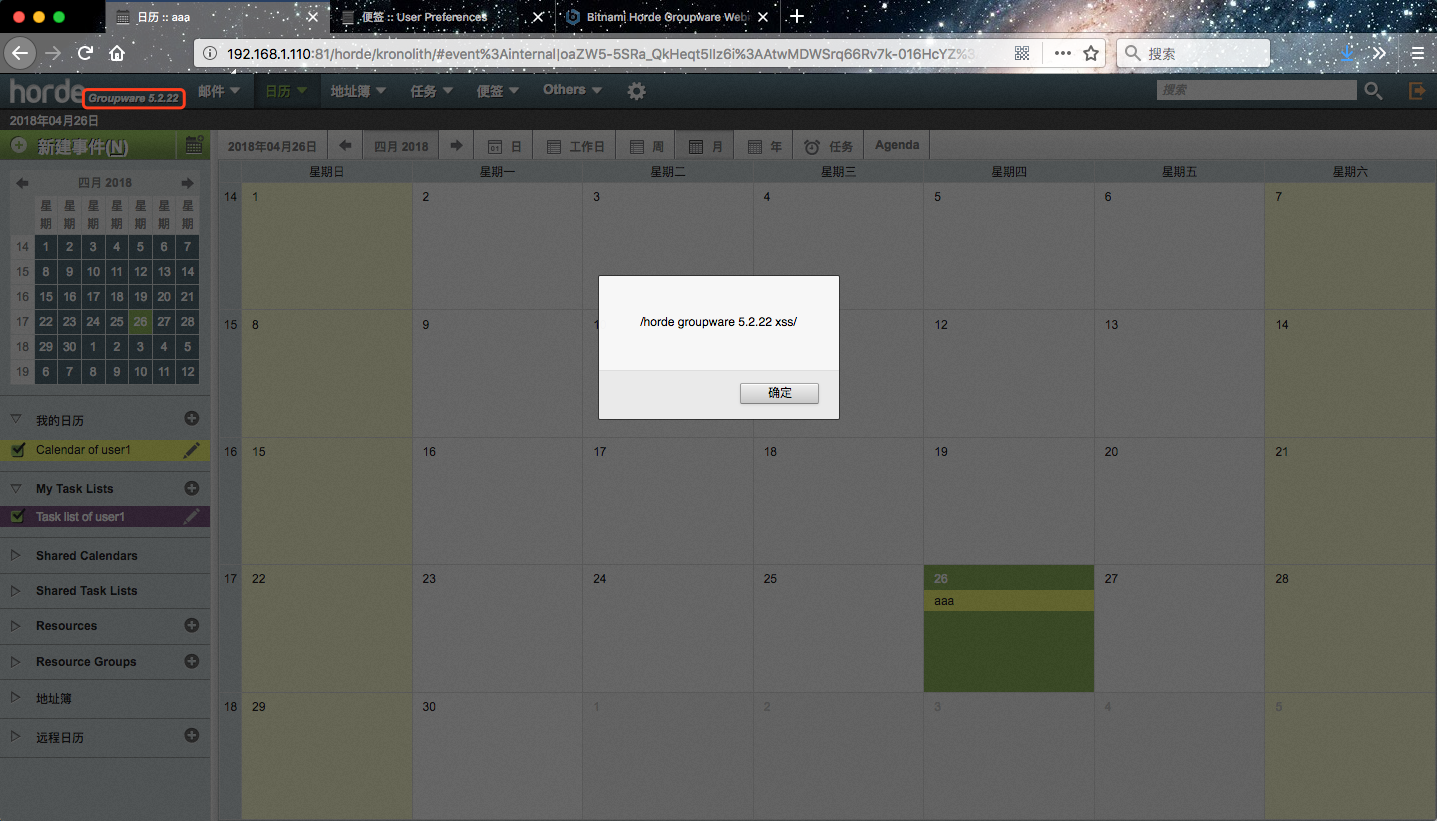 日历 :: aaa
便签 :: User Preferences
Bitnami Horde Groupware Web
192.168.1.110:81/horde/kronolith/#event%3Ainternal|
搜索
horde Groupware 5.2.22
邮件 日历 地址簿 任务 便签 Others
搜索
2018年04月26日
新建事件(N)
2018年04月26日 四月 2018 日 工作日 周 月 年 任务 Agenda
四月 2018
星期 星期 星期 星期 星期 星期 星期
14 1 2 3 4 5 6 7
15 8 9 10 11 12 13 14
16 15 16 17 18 19 20 21
17 22 23 24 25 26 27 28
18 29 30 1 2 3 4 5
19 6 7 8 9 10 11 12
我的日历
Calendar of user1
My Task Lists
Task list of user1
Shared Calendars
Shared Task Lists
Resources
Resource Groups
地址簿
远程日历
星期日 星期一 星期二 星期三 星期四 星期五 星期六
14 1 2 3 4 5 6 7
15 8 9 1 12 13 14
/horde groupware 5.2.22 xss/
确定
16 15 16 17 18 19 20 21
17 22 23 24 25 26 27 28
aaa
18 29 30 1 2 3 4 5